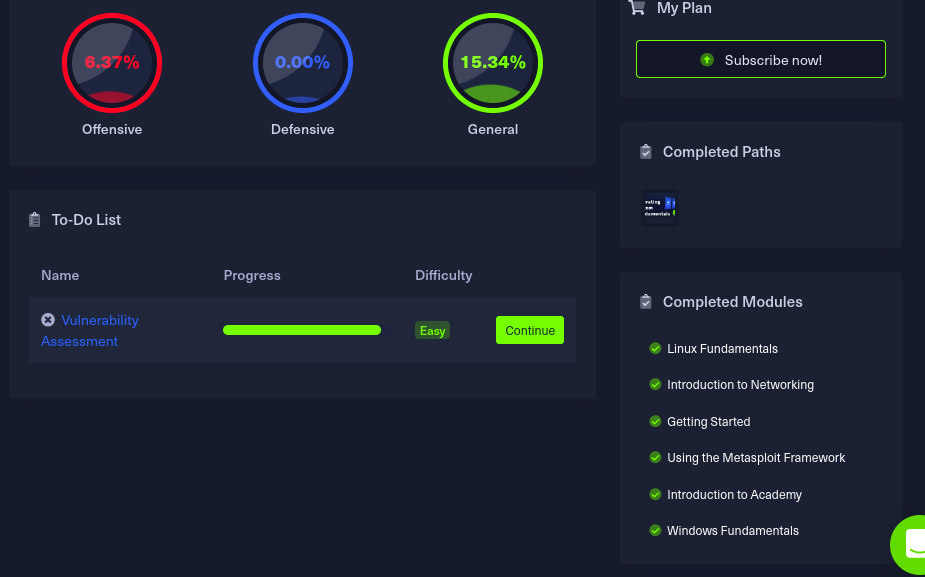 6.37%
0.00%
15.34%
Offensive
Defensive
General
To-Do List
Name
Progress
Difficulty
Vulnerability
Assessment
Easy
Continue
My Plan
Subscribe now!
Completed Paths
rating
damentals
Completed Modules
Linux Fundamentals
Introduction to Networking
Getting Started
Using the Metasploit Framework
Introduction to Academy
Windows Fundamentals